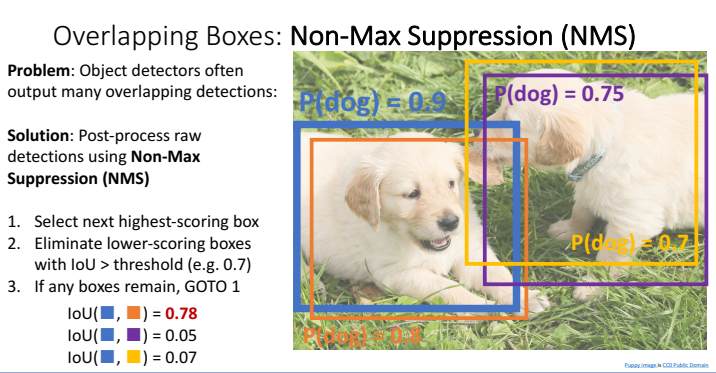 Overlapping Boxes: Non-Max Suppression (NMS)
Problem: Object detectors often
output many overlapping detections:
Solution: Post-process raw
detections using Non-Max
Suppression (NMS)
1. Select next highest-scoring box
2. Eliminate lower-scoring boxes
with IoU > threshold (e.g. 0.7)
3. If any boxes remain, GOTO 1
IoU(■, ■) = 0.78
IoU(■, ■) = 0.05
IoU(■, ■) = 0.07
P(dog) = 0.9
P(dog) = 0.75
P(dog) = 0.7
P(dog) = 0.8
Puppy image is CC0 Public Domain